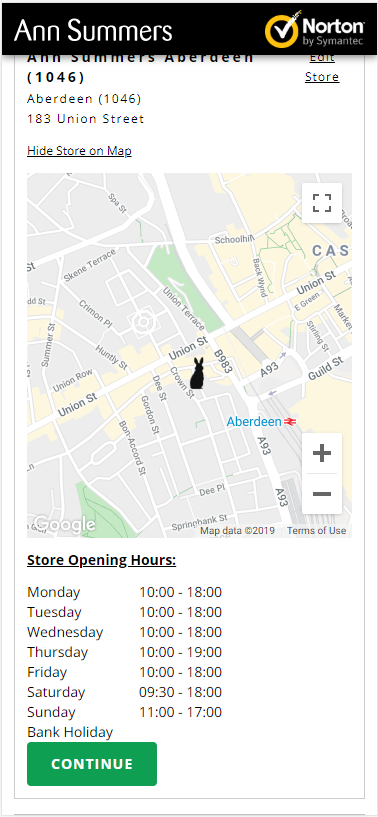 Ann Summers
Norton
by Symantec
Ann Summers Aberdeen
(1046)
Edit
Store
Aberdeen (1046)
183 Union Street
Hide Store on Map
Spa St
Schoolhill
Skene Terrace
CAS
Back Wynd
Union St
E Green
Market
Union Terrace
Crimon Pl
Stirling St
Summer St
Huntly St
Union St
B983
A93
Guild St
Union Row
Dee St
Crown St
Union St
Gordon St
Aberdeen
Bon-Accord St
A93
Dee Pl
A93
Springbank St
Google
Map data ©2019 Terms of Use
Store Opening Hours:
Monday 10:00 - 18:00
Tuesday 10:00 - 18:00
Wednesday 10:00 - 18:00
Thursday 10:00 - 19:00
Friday 10:00 - 18:00
Saturday 09:30 - 18:00
Sunday 11:00 - 17:00
Bank Holiday
CONTINUE